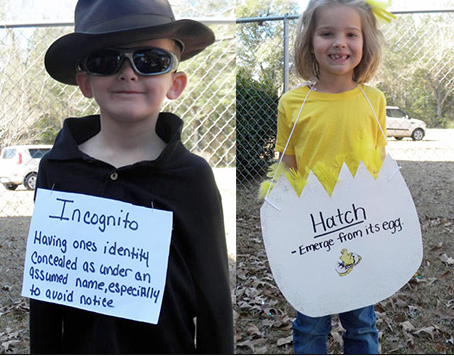 Incognito
Having ones identity
Concealed as under an
assumed name, especially
to avoid notice
Hatch
- Emerge from its egg.